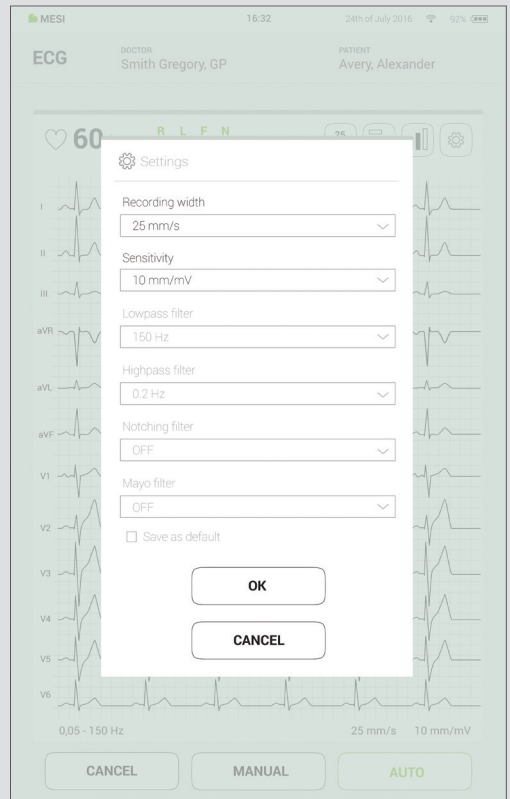 MESI 16:32 24th of July 2016 92%
ECG
DOCTOR
Smith Gregory, GP
PATIENT
Avery, Alexander
60
R L F N
25
Settings
Recording width
25 mm/s
Sensitivity
10 mm/mV
Lowpass filter
150 Hz
Highpass filter
0.2 Hz
Notching filter
OFF
Mayo filter
OFF
Save as default
OK
CANCEL
I
II
III
aVR
aVL
aVF
V1
V2
V3
V4
V5
V6
0,05 - 150 Hz 25 mm/s 10 mm/mV
CANCEL MANUAL AUTO